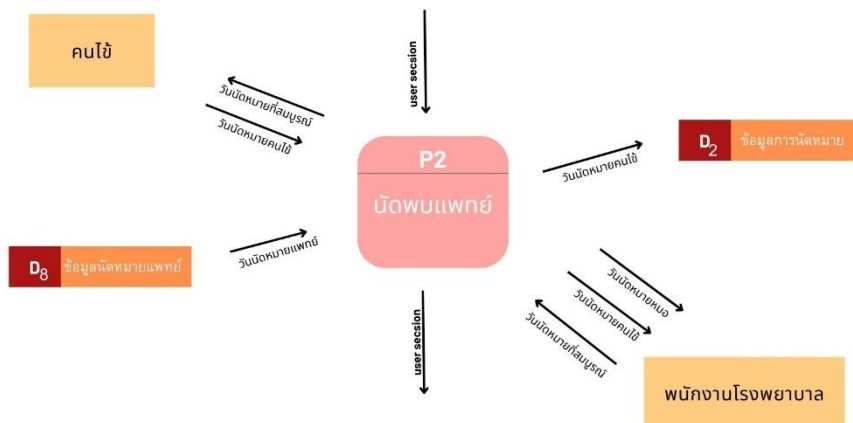 คนไข้
user secsion
วันนัดหมายที่สมบูรณ์
วันนัดหมายคนไข้
P2
นัดพบแพทย์
D2 ข้อมูลการนัดหมาย
วันนัดหมายคนไข้
D8 ข้อมูลนัดหมายแพทย์
วันนัดหมายแพทย์
วันนัดหมายหมอ
วันนัดหมายคนไข้
วันนัดหมายที่สมบูรณ์
user secsion
พนักงานโรงพยาบาล